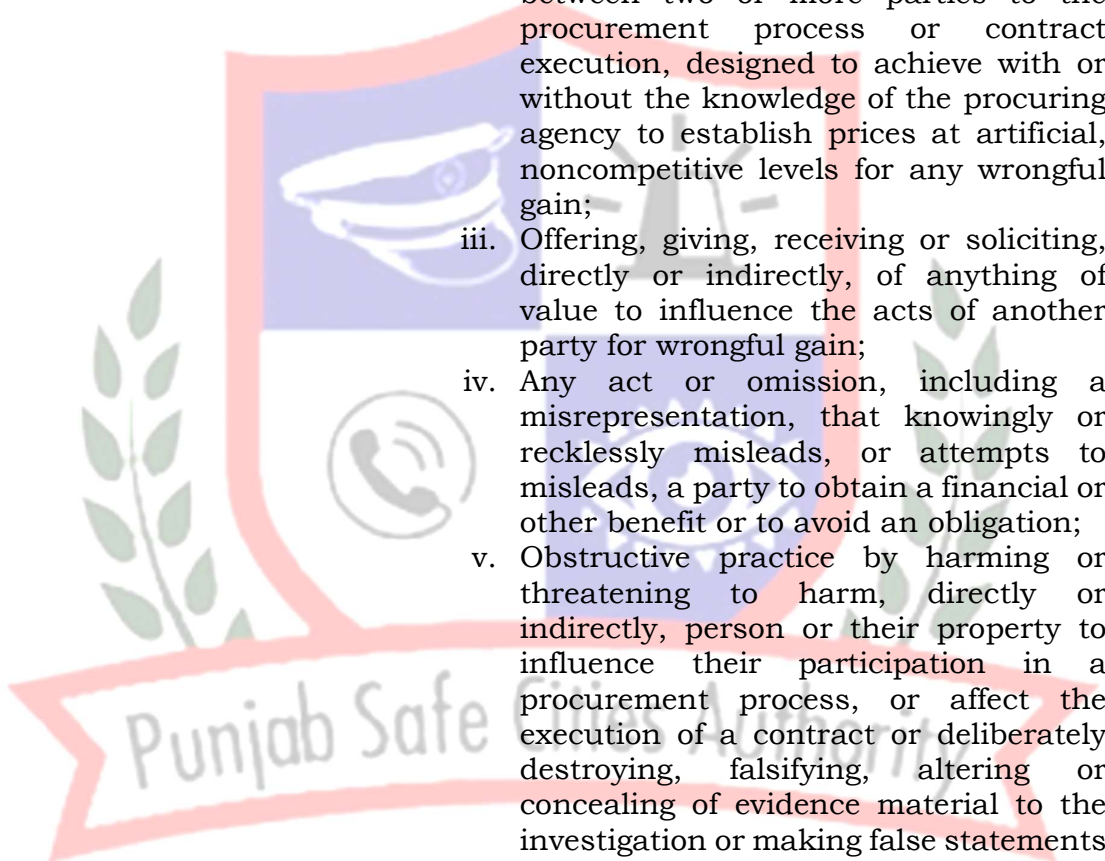 between two or more parties to the
procurement process or contract
execution, designed to achieve with or
without the knowledge of the procuring
agency to establish prices at artificial,
noncompetitive levels for any wrongful
gain;
iii. Offering, giving, receiving or soliciting,
directly or indirectly, of anything of
value to influence the acts of another
party for wrongful gain;
iv. Any act or omission, including a
misrepresentation, that knowingly or
recklessly misleads, or attempts to
misleads, a party to obtain a financial or
other benefit or to avoid an obligation;
v. Obstructive practice by harming or
threatening to harm, directly or
indirectly, person or their property to
influence their participation in a
procurement process, or affect the
execution of a contract or deliberately
destroying, falsifying, altering or
concealing of evidence material to the
investigation or making false statements
Punjab Safe Cities Authority